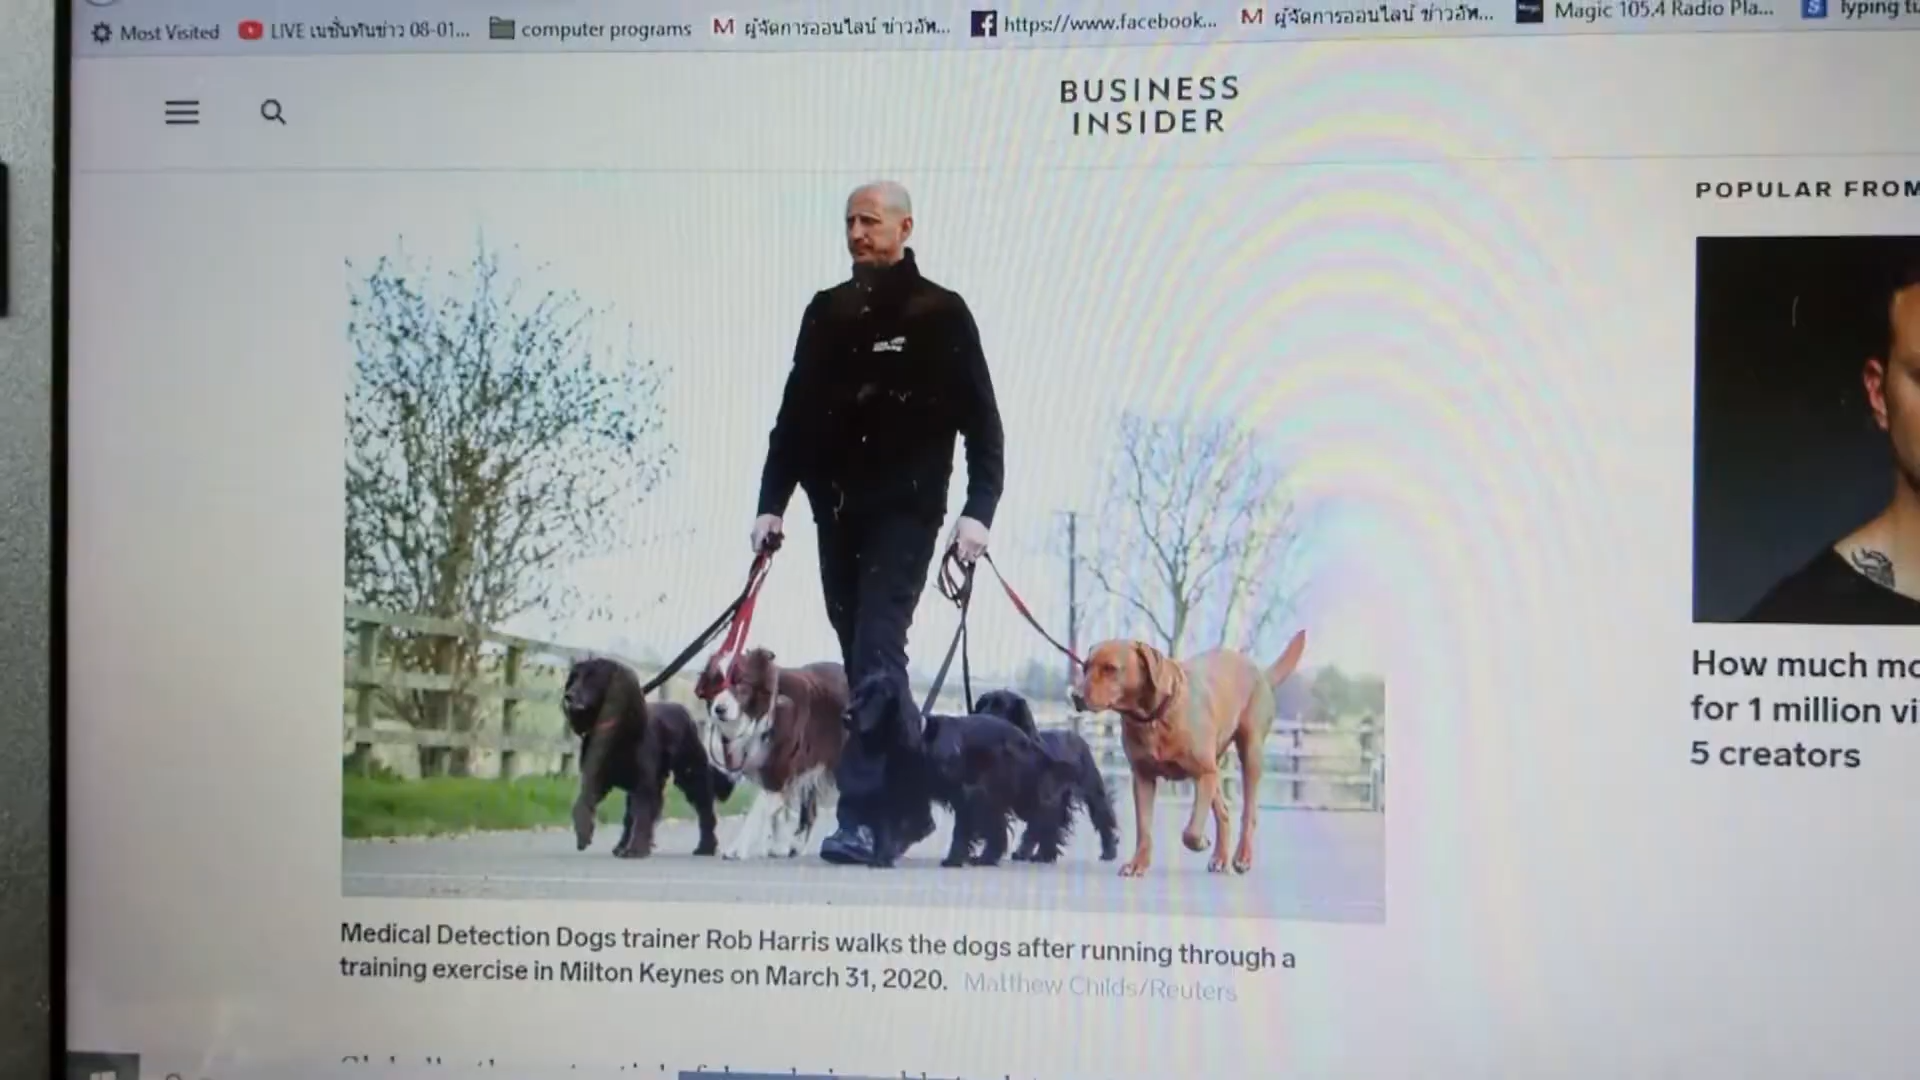 Most Visited
LIVE เนชั่นทันข่าว 08-01...
computer programs
M ผู้จัดการออนไลน์ ข่าวอัพ...
https://www.facebook...
M ผู้จัดการออนไลน์ ข่าวอัพ...
Magic 105.4 Radio Pla...
BUSINESS
INSIDER
POPULAR FROM
How much mo
for 1 million vi
5 creators
Medical Detection Dogs trainer Rob Harris walks the dogs after running through a
training exercise in Milton Keynes on March 31, 2020. Matthew Childs/Reuters